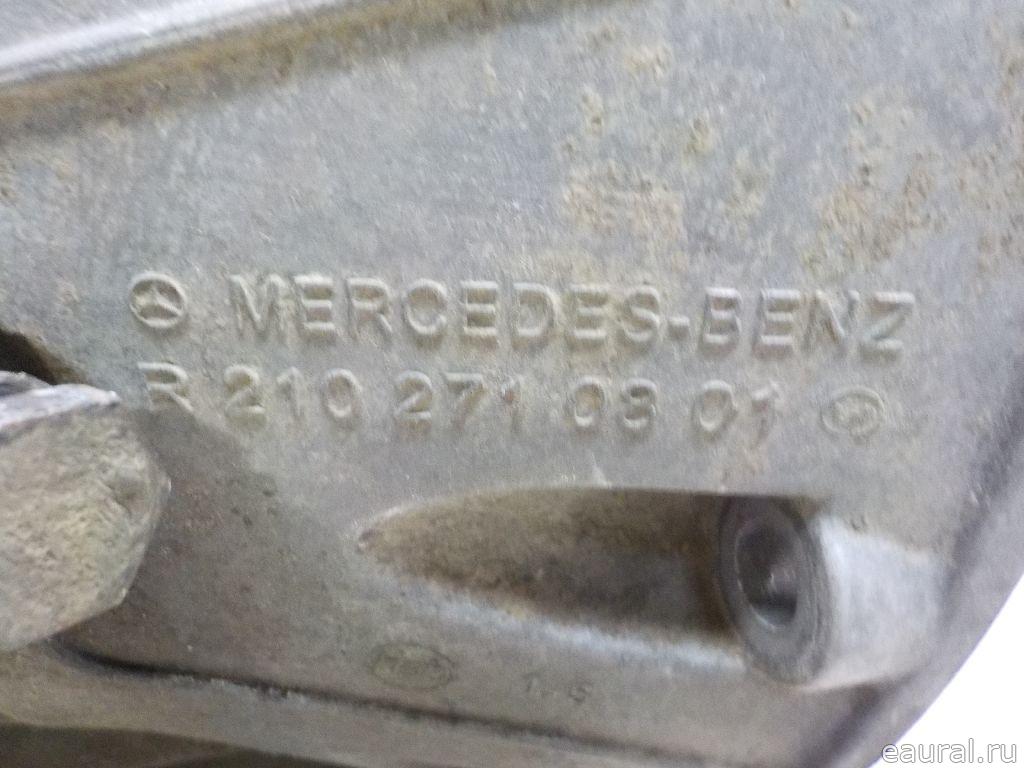 MERCEDES-BENZ
R 210 271 03 01
eaural.ru